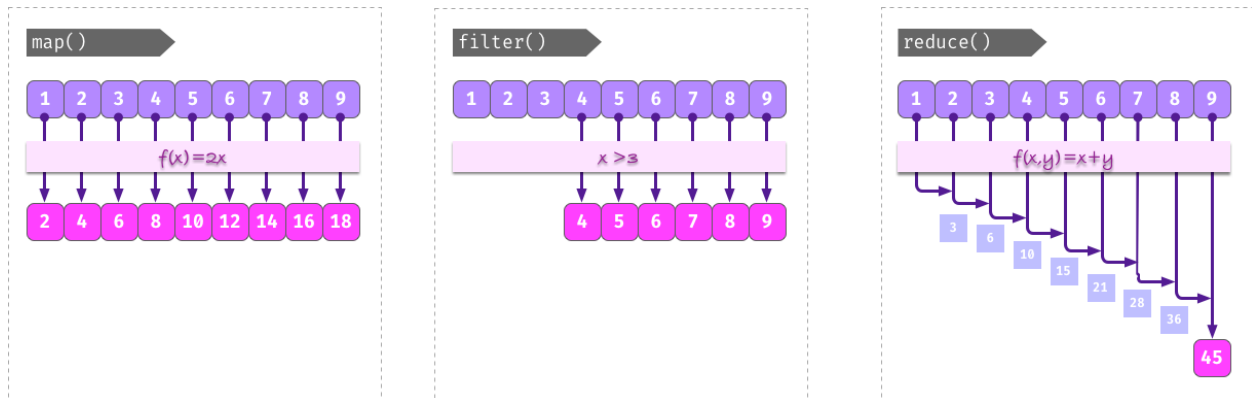 map()
1 2 3 4 5 6 7 8 9
f(x)=2x
2 4 6 8 10 12 14 16 18
filter()
1 2 3 4 5 6 7 8 9
x >3
4 5 6 7 8 9
reduce()
1 2 3 4 5 6 7 8 9
f(x,y)=x+y
3
6
10
15
21
28
36
45